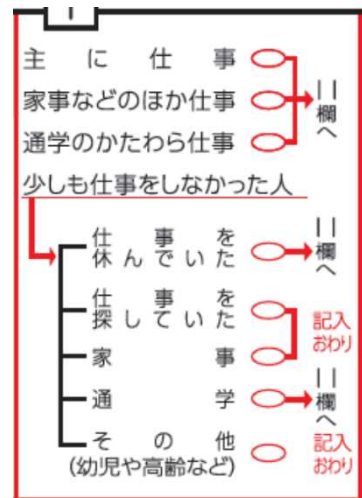 主に仕事
家事などのほか仕事
通学のかたわら仕事
11欄へ
少しも仕事をしなかった人
仕事を
休んでいた
11欄へ
仕事を
探していた
家事
記入
おわり
通学
11欄へ
その他
(幼児や高齢など)
記入
おわり